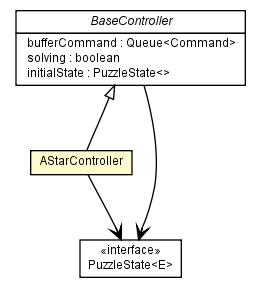 BaseController
bufferCommand : Queue<Command>
solving : boolean
initialState : PuzzleState<>
AStarController
«interface»
PuzzleState<E>